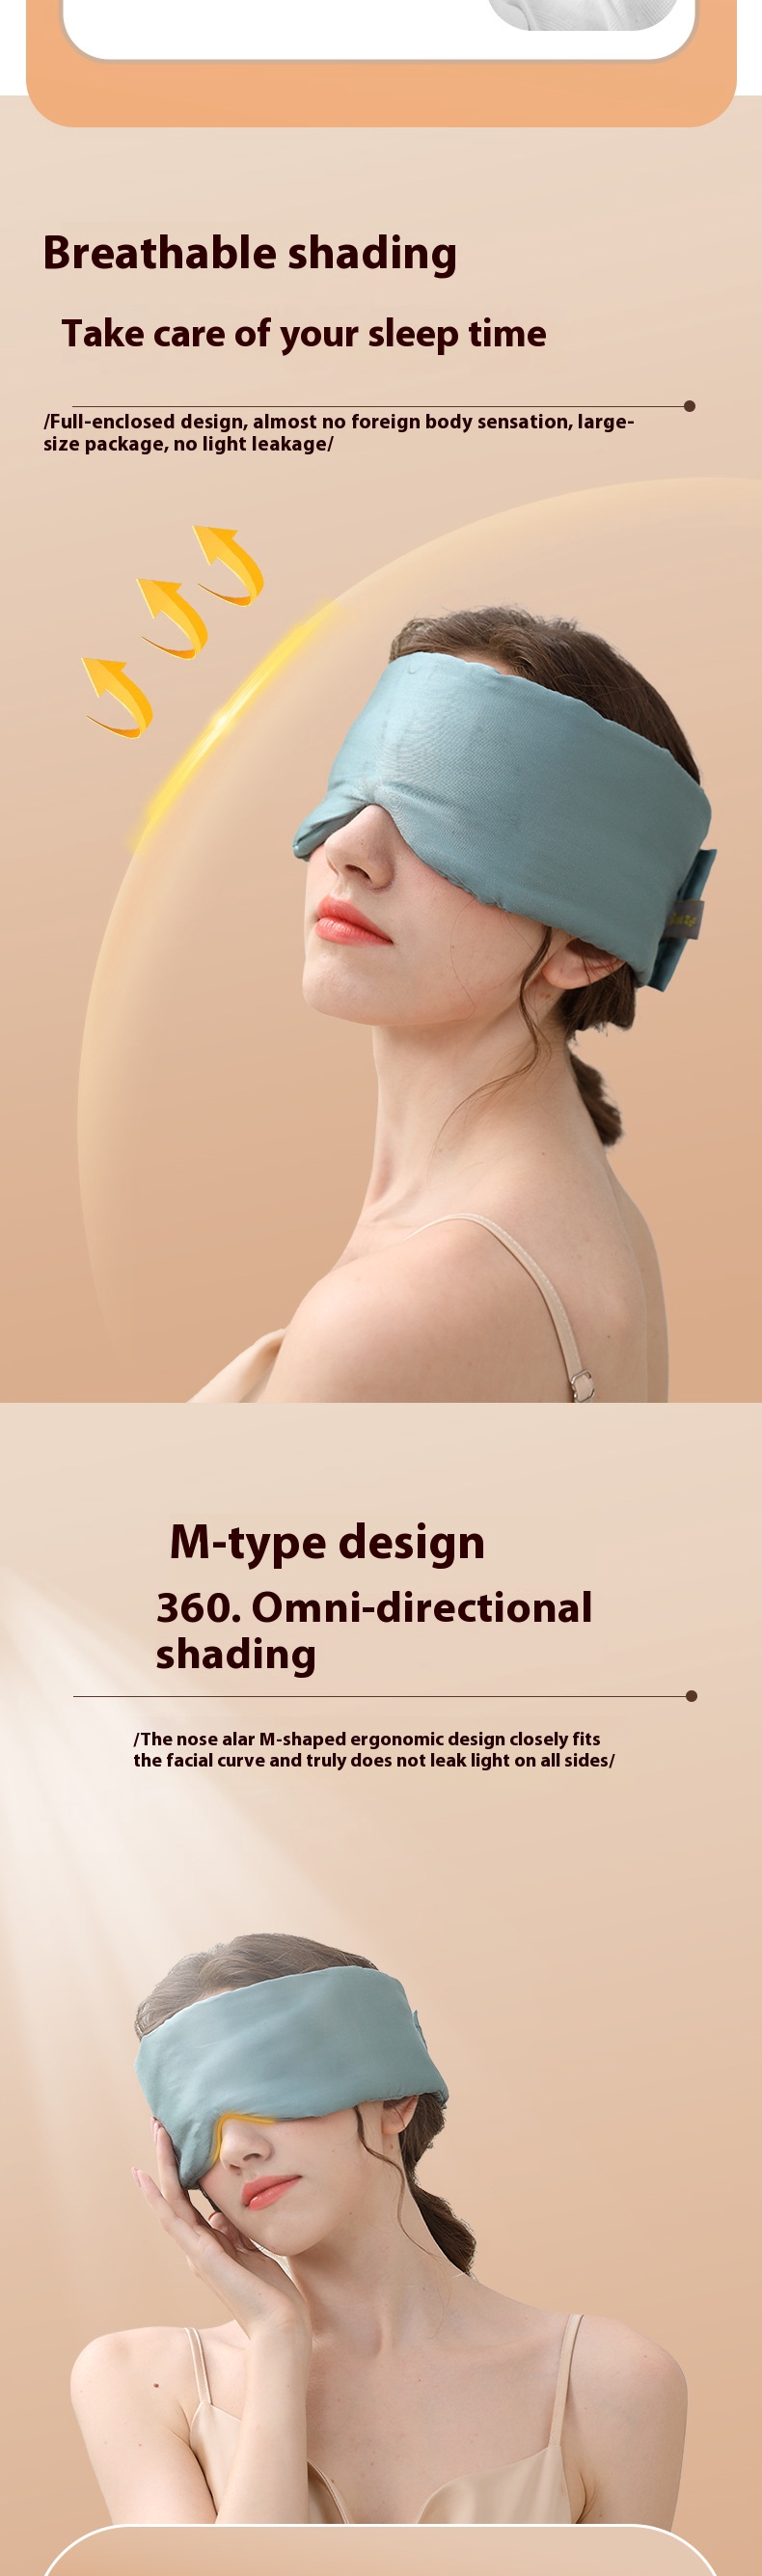 Breathable shading
Take care of your sleep time
/Full-enclosed design, almost no foreign body sensation, large-
size package, no light leakage/
M-type design
360. Omni-directional
shading
/The nose alar M-shaped ergonomic design closely fits
the facial curve and truly does not leak light on all sides/